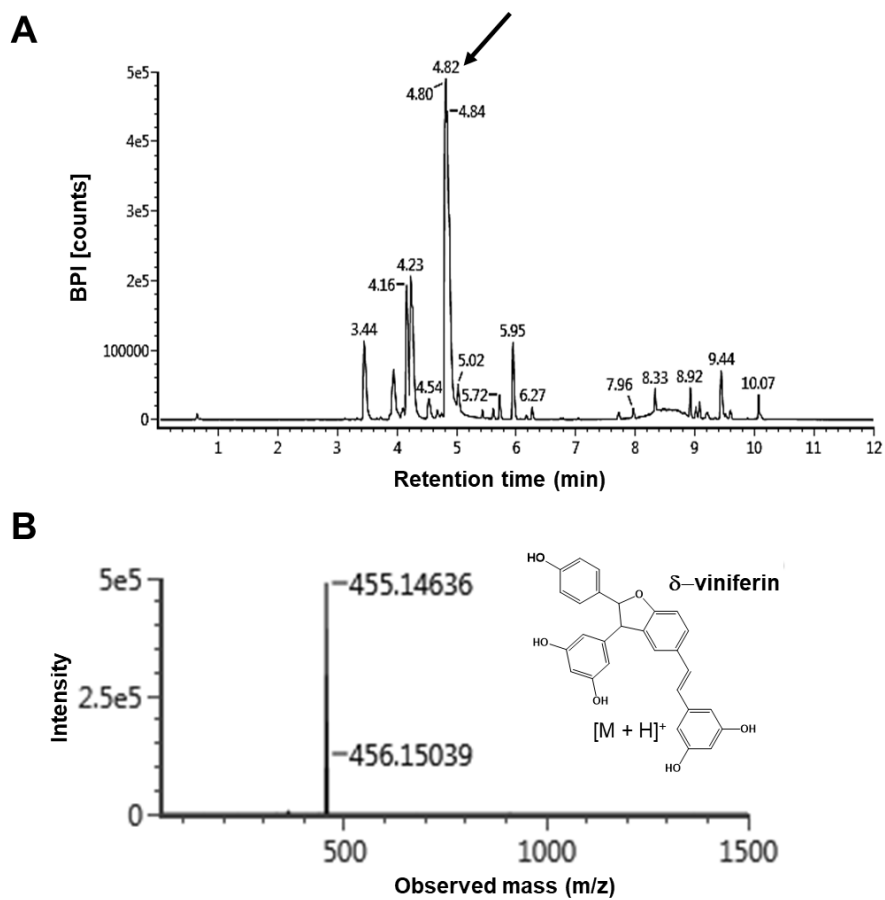 A
5e5
4e5
3e5
2e5
100000
0
BPI [counts]
4.82
4.80
4.84
4.23
4.16
3.44
4.54
5.02
5.72
5.95
6.27
7.96
8.33
8.92
9.44
10.07
1 2 3 4 5 6 7 8 9 10 11 12
Retention time (min)
B
5e5
2.5e5
0
Intensity
455.14636
456.15039
HO
δ–viniferin
O
HO
OH
[M + H]+
OH
HO
500 1000 1500
Observed mass (m/z)